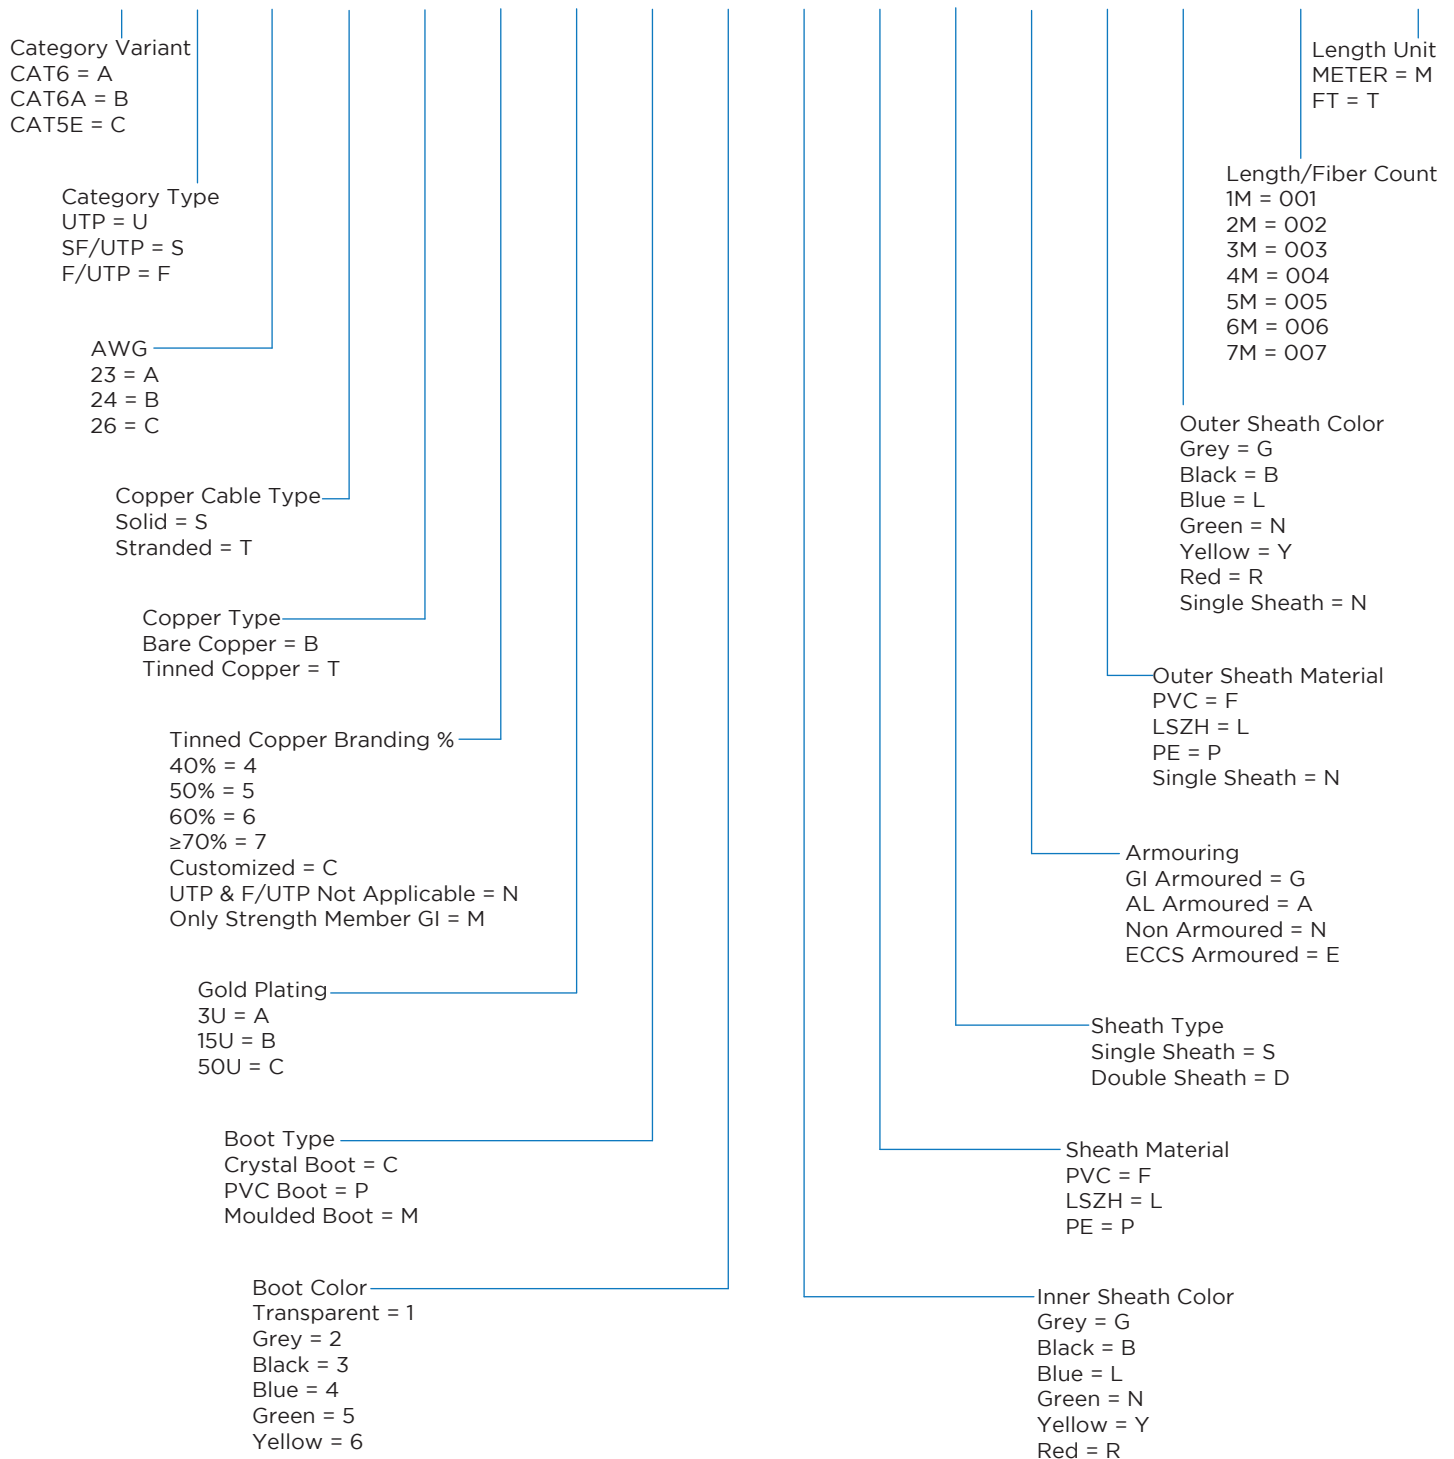 Category Variant
CAT6 = A
CAT6A = B
CAT5E = C
Category Type
UTP = U
SF/UTP = S
F/UTP = F
AWG
23 = A
24 = B
26 = C
Copper Cable Type
Solid = S
Stranded = T
Copper Type
Bare Copper = B
Tinned Copper = T
Tinned Copper Branding %
40% = 4
50% = 5
60% = 6
≥70% = 7
Customized = C
UTP & F/UTP Not Applicable = N
Only Strength Member GI = M
Gold Plating
3U = A
15U = B
50U = C
Boot Type
Crystal Boot = C
PVC Boot = P
Moulded Boot = M
Boot Color
Transparent = 1
Grey = 2
Black = 3
Blue = 4
Green = 5
Yellow = 6
Length Unit
METER = M
FT = T
Length/Fiber Count
1M = 001
2M = 002
3M = 003
4M = 004
5M = 005
6M = 006
7M = 007
Outer Sheath Color
Grey = G
Black = B
Blue = L
Green = N
Yellow = Y
Red = R
Single Sheath = N
Outer Sheath Material
PVC = F
LSZH = L
PE = P
Single Sheath = N
Armouring
GI Armoured = G
AL Armoured = A
Non Armoured = N
ECCS Armoured = E
Sheath Type
Single Sheath = S
Double Sheath = D
Sheath Material
PVC = F
LSZH = L
PE = P
Inner Sheath Color
Grey = G
Black = B
Blue = L
Green = N
Yellow = Y
Red = R